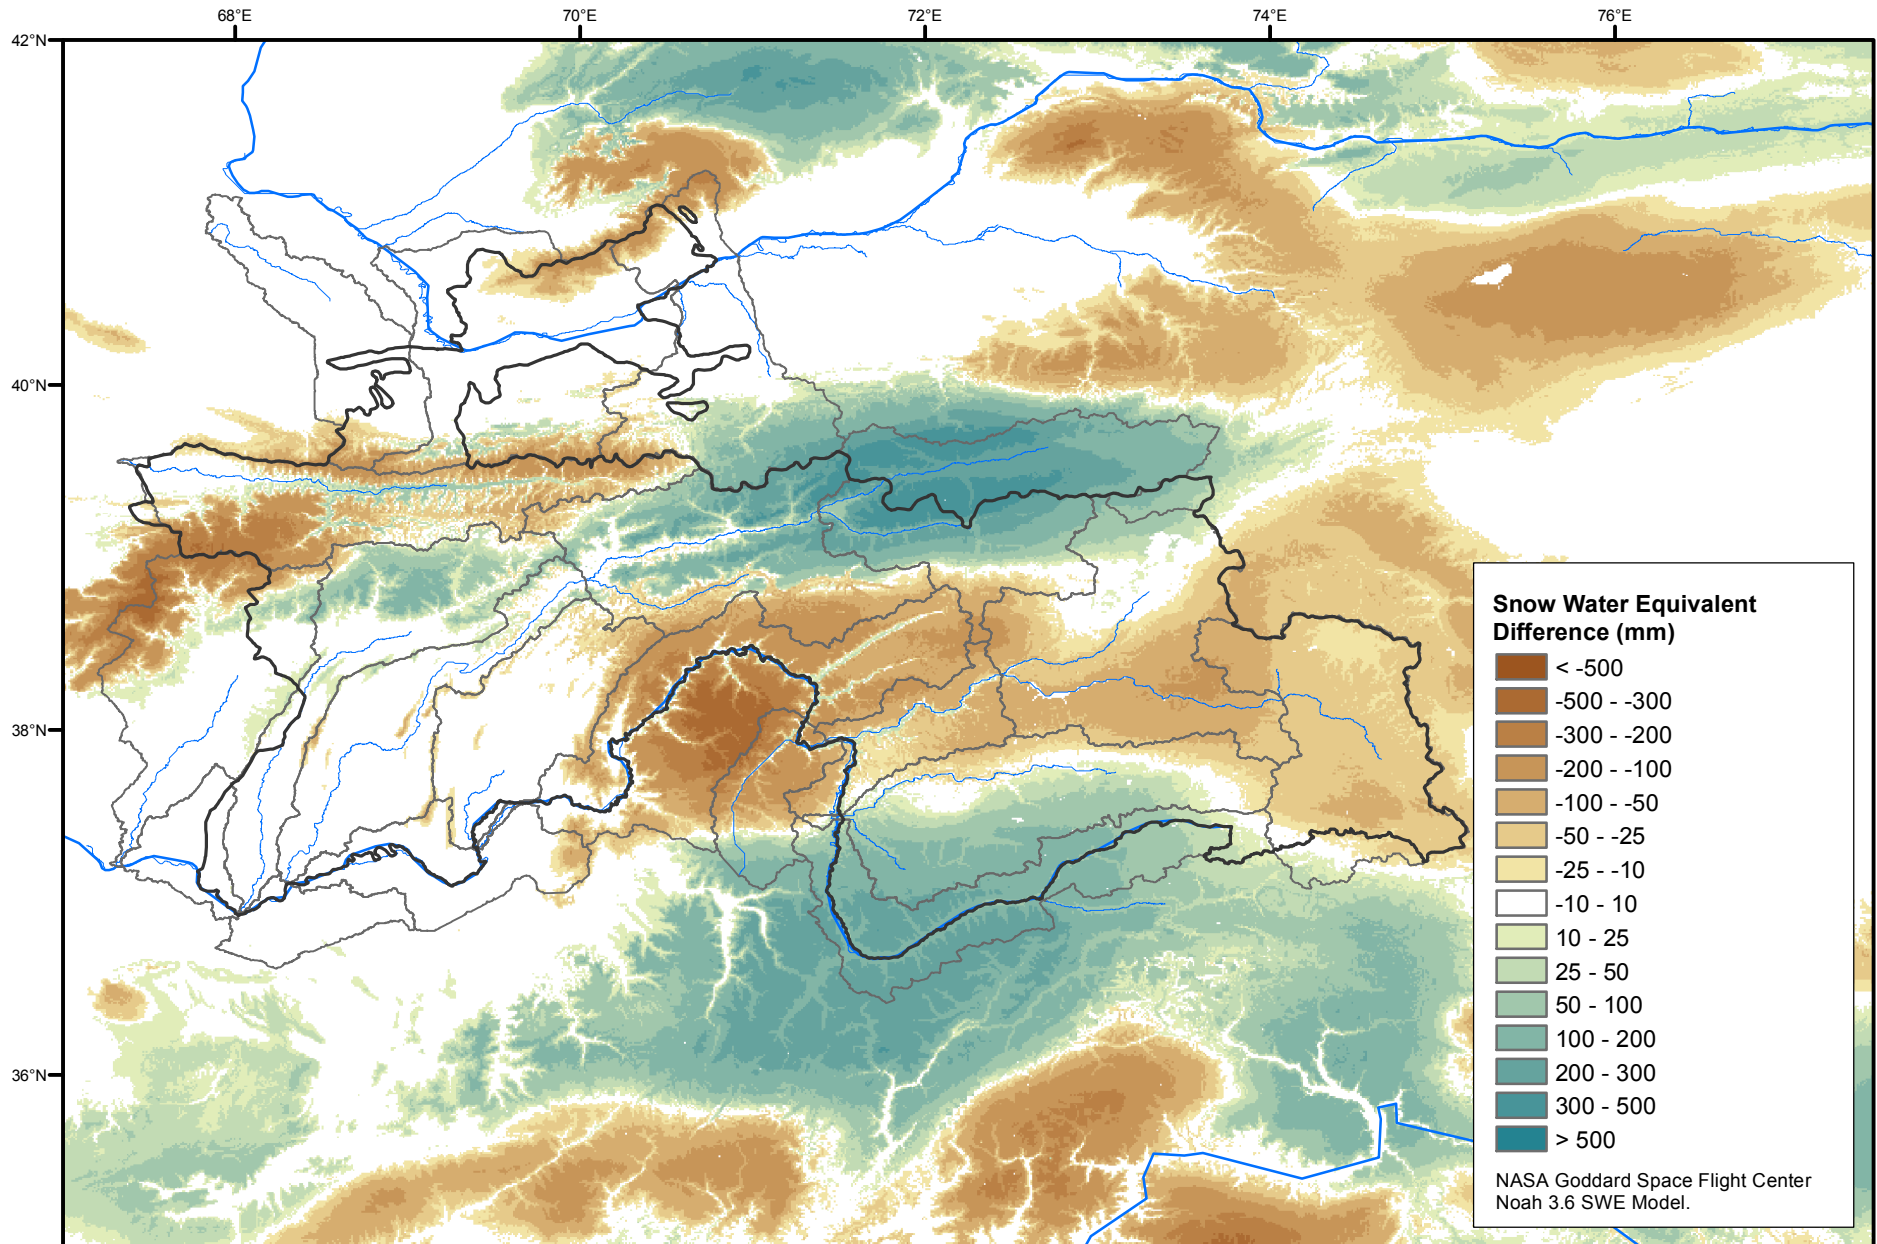 68°E
70°E
72°E
74°E
76°E
42°N
40°N
38°N
36°N
Snow Water Equivalent
Difference (mm)
< -500
-500 - -300
-300 - -200
-200 - -100
-100 - -50
-50 - -25
-25 - -10
-10 - 10
10 - 25
25 - 50
50 - 100
100 - 200
200 - 300
300 - 500
> 500
NASA Goddard Space Flight Center
Noah 3.6 SWE Model.